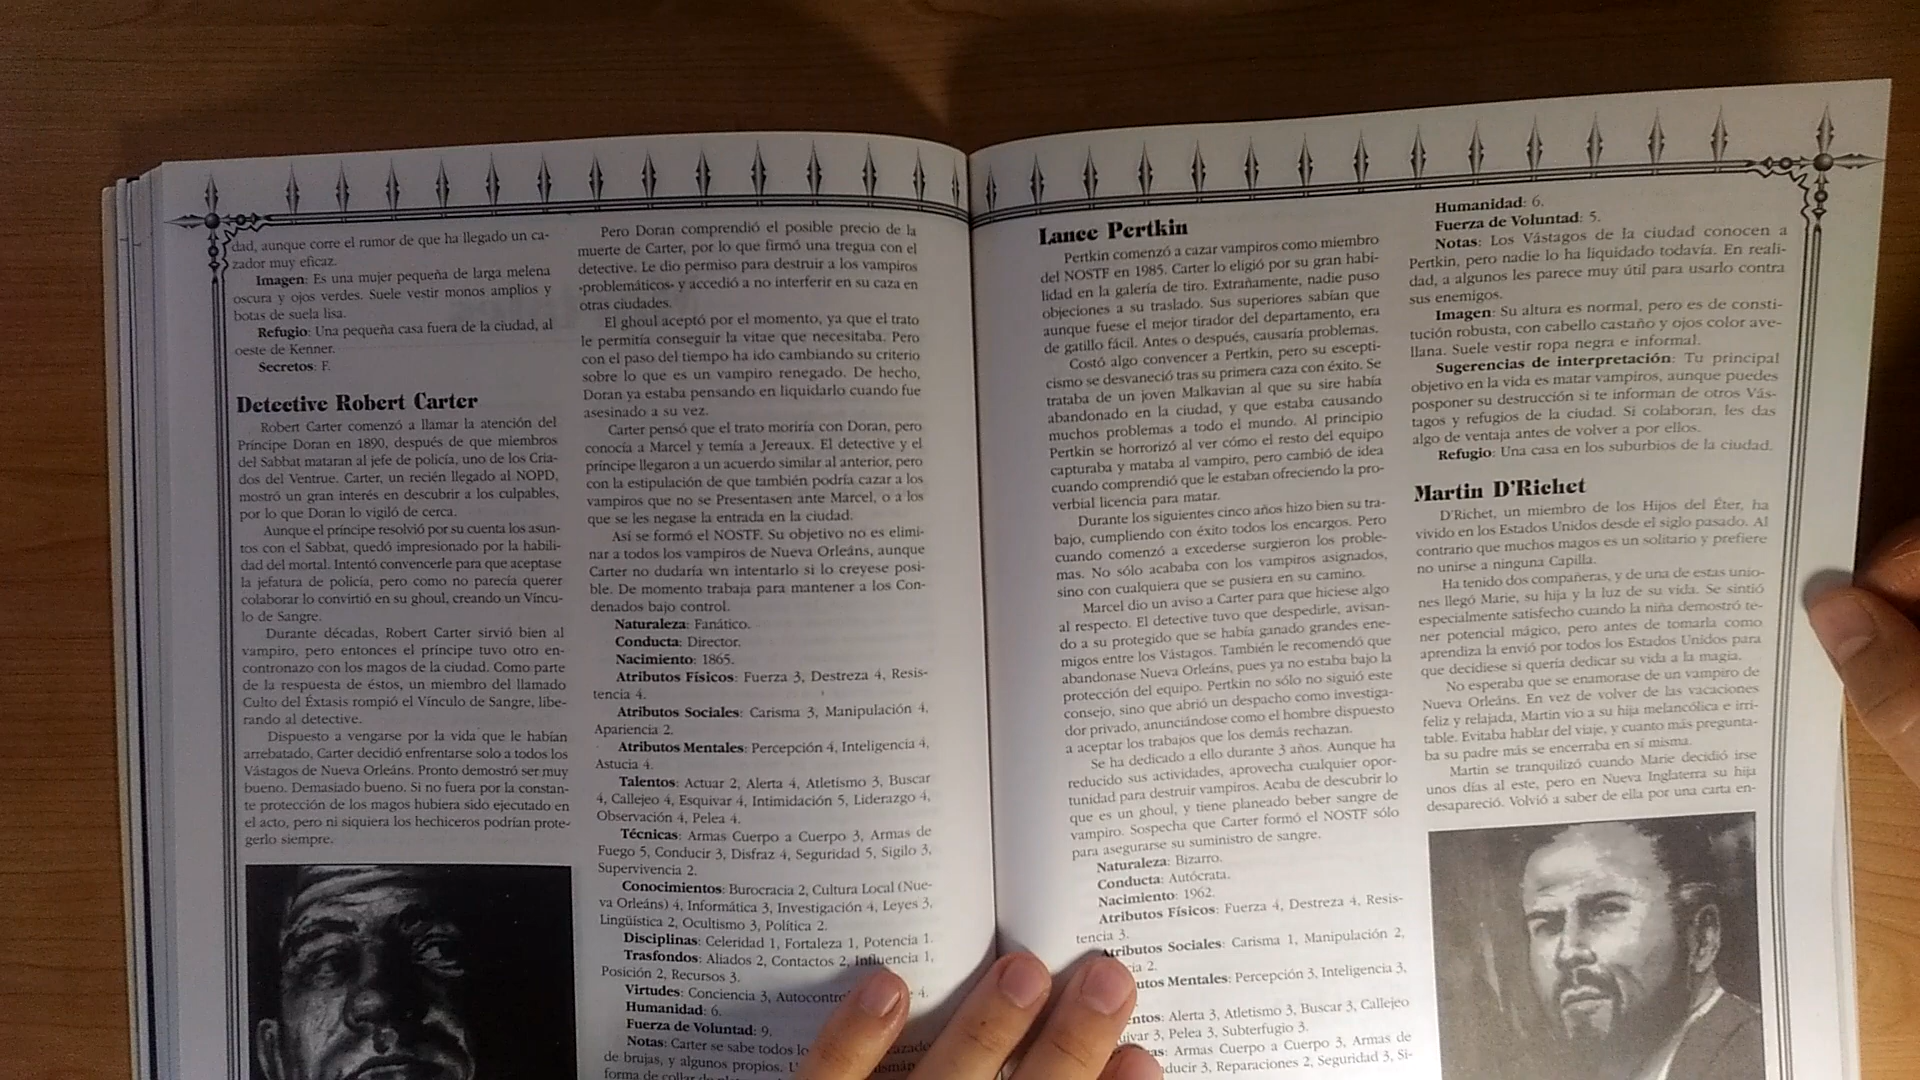 dad, aunque corre el rumor de que ha llegado un ca-
zador muy eficaz.
Imagen: Es una mujer pequeña de larga melena
oscura y ojos verdes. Suele vestir monos amplios y
botas de suela lisa.
Refugio: Una pequeña casa fuera de la ciudad, al
oeste de Kenner.
Secretos: F.
Detective Robert Carter
Robert Carter comenzó a llamar la atención del
Príncipe Doran en 1890, después de que miembros
del Sabbat mataran al jefe de policía, uno de los Cria-
dos del Ventrue. Carter, un recién llegado al NOPD,
mostró un gran interés en descubrir a los culpables,
por lo que Doran lo vigiló de cerca.
Aunque el príncipe resolvió por su cuenta los asun-
tos con el Sabbat, quedó impresionado por la habili-
dad del mortal. Intentó convencerle para que aceptase
la jefatura de policía, pero como no parecía querer
colaborar lo convirtió en su ghoul, creando un Víncu-
lo de Sangre.
Durante décadas, Robert Carter sirvió bien al
vampiro, pero entonces el príncipe tuvo otro en-
contronazo con los magos de la ciudad. Como parte
de la respuesta de éstos, un miembro del llamado
Culto del Éxtasis rompió el Vínculo de Sangre, libe-
rando al detective.
Dispuesto a vengarse por la vida que le habían
arrebatado, Carter decidió enfrentarse solo a todos los
Vástagos de Nueva Orleáns. Pronto demostró ser muy
bueno. Demasiado bueno. Si no fuera por la constan-
te protección de los magos hubiera sido ejecutado en
el acto, pero ni siquiera los hechiceros podrían prote-
gerlo siempre.
Pero Doran comprendió el posible precio de la
muerte de Carter, por lo que firmó una tregua con el
detective. Le dio permiso para destruir a los vampiros
«problemáticos» y accedió a no interferir en su caza en
otras ciudades.
El ghoul aceptó por el momento, ya que el trato
le permitía conseguir la vitae que necesitaba. Pero
con el paso del tiempo ha ido cambiando su criterio
sobre lo que es un vampiro renegado. De hecho,
Doran ya estaba pensando en liquidarlo cuando fue
asesinado a su vez.
Carter pensó que el trato moriría con Doran, pero
conocía a Marcel y temía a Jereaux. El detective y el
príncipe llegaron a un acuerdo similar al anterior, pero
con la estipulación de que también podría cazar a los
vampiros que no se Presentasen ante Marcel, o a los
que se les negase la entrada en la ciudad.
Así se formó el NOSTF. Su objetivo no es elimi-
nar a todos los vampiros de Nueva Orleáns, aunque
Carter no dudaría wn intentarlo si lo creyese posi-
ble. De momento trabaja para mantener a los Con-
denados bajo control.
Naturaleza: Fanático.
Conducta: Director.
Nacimiento: 1865.
Atributos Físicos: Fuerza 3, Destreza 4, Resis-
tencia 4.
Atributos Sociales: Carisma 3, Manipulación 4,
Apariencia 2.
Atributos Mentales: Percepción 4, Inteligencia 4,
Astucia 4.
Talentos: Actuar 2, Alerta 4, Atletismo 3, Buscar
4, Callejeo 4, Esquivar 4, Intimidación 5, Liderazgo 4,
Observación 4, Pelea 4.
Técnicas: Armas Cuerpo a Cuerpo 3, Armas de
Fuego 5, Conducir 3, Disfraz 4, Seguridad 5, Sigilo 3,
Supervivencia 2.
Conocimientos: Burocracia 2, Cultura Local (Nue-
va Orleáns) 4, Informática 3, Investigación 4, Leyes 3,
Lingüística 2, Ocultismo 3, Política 2.
Disciplinas: Celeridad 1, Fortaleza 1, Potencia 1.
Trasfondos: Aliados 2, Contactos 2, Influencia 1,
Posición 2, Recursos 3.
Virtudes: Conciencia 3, 4.
Humanidad: 6.
Fuerza de Voluntad: 9.
Notas: Carter se sabe todos
de brujas, y algunos propios.
forma de collar
Lance Pertkin
Pertkin comenzó a cazar vampiros como miembro
del NOSTF en 1985. Carter lo eligió por su gran habi-
lidad en la galería de tiro. Extrañamente, nadie puso
objeciones a su traslado. Sus superiores sabían que
aunque fuese el mejor tirador del departamento, era
de gatillo fácil. Antes o después, causaría problemas.
Costó algo convencer a Pertkin, pero su escepti-
cismo se desvaneció tras su primera caza con éxito. Se
trataba de un joven Malkavian al que su sire había
abandonado en la ciudad, y que estaba causando
muchos problemas a todo el mundo. Al principio
Pertkin se horrorizó al ver cómo el resto del equipo
capturaba y mataba al vampiro, pero cambió de idea
cuando comprendió que le estaban ofreciendo la pro-
verbial licencia para matar.
Durante los siguientes cinco años hizo bien su tra-
bajo, cumpliendo con éxito todos los encargos. Pero
cuando comenzó a excederse surgieron los proble-
mas. No sólo acababa con los vampiros asignados,
sino con cualquiera que se pusiera en su camino.
Marcel dio un aviso a Carter para que hiciese algo
al respecto. El detective tuvo que despedirle, avisan-
do a su protegido que se había ganado grandes ene-
migos entre los Vástagos. También le recomendó que
abandonase Nueva Orleáns, pues ya no estaba bajo la
protección del equipo. Pertkin no sólo no siguió este
consejo, sino que abrió un despacho como investiga-
dor privado, anunciándose como el hombre dispuesto
a aceptar los trabajos que los demás rechazan.
Se ha dedicado a ello durante 3 años. Aunque ha
reducido sus actividades, aprovecha cualquier opor-
tunidad para destruir vampiros. Acaba de descubrir lo
que es un ghoul, y tiene planeado beber sangre de
vampiro. Sospecha que Carter formó el NOSTF sólo
para asegurarse su suministro de sangre.
Naturaleza: Bizarro.
Conducta: Autócrata.
Nacimiento: 1962.
Atributos Físicos: Fuerza 4, Destreza 4, Resis-
tencia 3.
Atributos Sociales: Carisma 1, Manipulación 2,
2.
Mentales: Percepción 3, Inteligencia 3,
Alerta 3, Atletismo 3, Buscar 3, Callejeo
3, Pelea 3, Subterfugio 3.
Armas Cuerpo a Cuerpo 3, Armas de
3, Reparaciones 2, Seguridad 3, Si-
Humanidad: 6.
Fuerza de Voluntad: 5.
Notas: Los Vástagos de la ciudad conocen a
Pertkin, pero nadie lo ha liquidado todavía. En reali-
dad, a algunos les parece muy útil para usarlo contra
sus enemigos.
Imagen: Su altura es normal, pero es de consti-
tución robusta, con cabello castaño y ojos color ave-
llana. Suele vestir ropa negra e informal.
Sugerencias de interpretación: Tu principal
objetivo en la vida es matar vampiros, aunque puedes
posponer su destrucción si te informan de otros Vás-
tagos y refugios de la ciudad. Si colaboran, les das
algo de ventaja antes de volver a por ellos.
Refugio: Una casa en los suburbios de la ciudad.
Martin D'Richet
D'Richet, un miembro de los Hijos del Éter, ha
vivido en los Estados Unidos desde el siglo pasado. Al
contrario que muchos magos es un solitario y prefiere
no unirse a ninguna Capilla.
Ha tenido dos compañeras, y de una de estas unio-
nes llegó Marie, su hija y la luz de su vida. Se sintió
especialmente satisfecho cuando la niña demostró te-
ner potencial mágico, pero antes de tomarla como
aprendiza la envió por todos los Estados Unidos para
que decidiese si quería dedicar su vida a la magia.
No esperaba que se enamorase de un vampiro de
Nueva Orleáns. En vez de volver de las vacaciones
feliz y relajada, Martin vio a su hija melancólica e irri-
table. Evitaba hablar del viaje, y cuanto más pregunta-
ba su padre más se encerraba en sí misma.
Martin se tranquilizó cuando Marie decidió irse
unos días al este, pero en Nueva Inglaterra su hija
desapareció. Volvió a saber de ella por una carta en-